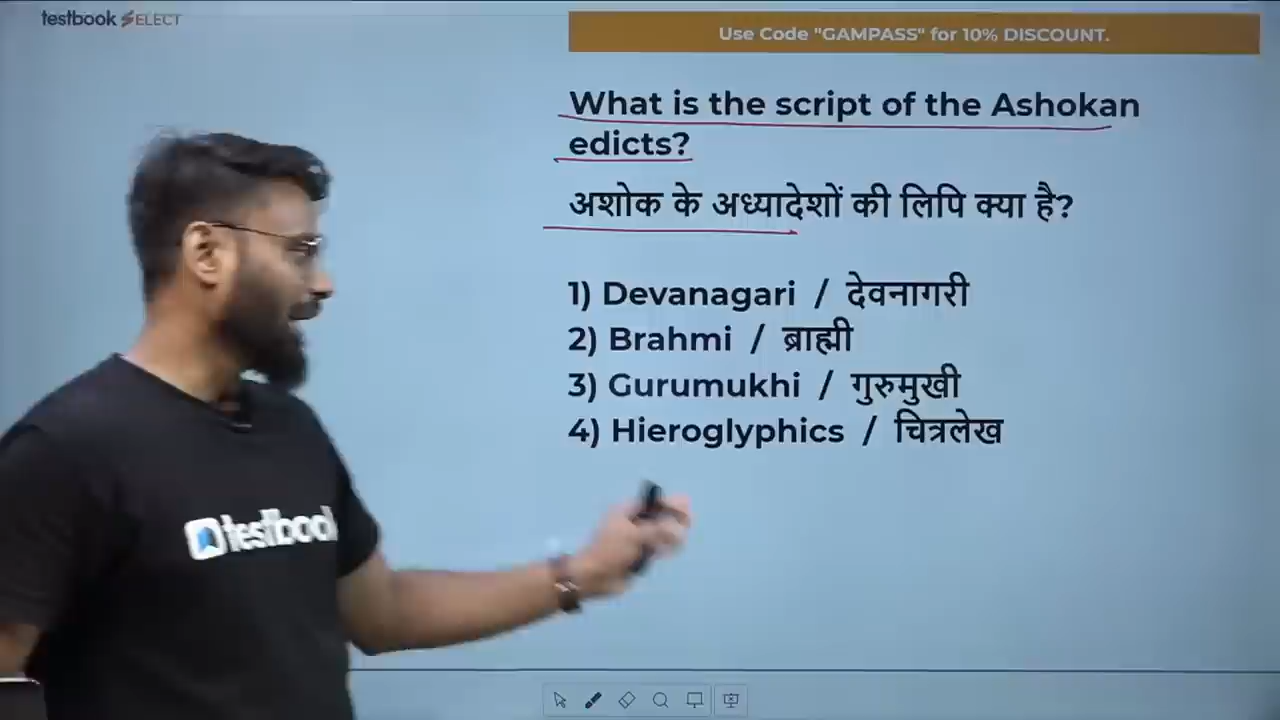 testbook SELECT
Use Code "GAMPASS" for 10% DISCOUNT.
What is the script of the Ashokan
edicts?
अशोक के अध्यादेशों की लिपि क्या है?
1) Devanagari / देवनागरी
2) Brahmi / ब्राह्मी
3) Gurumukhi / गुरुमुखी
4) Hieroglyphics / चित्रलेख
testbook